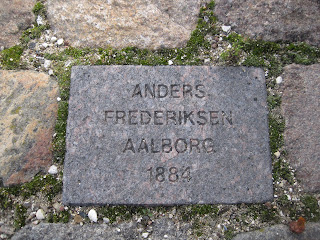 ANDERS
FREDERIKSEN
AALBORG
1884